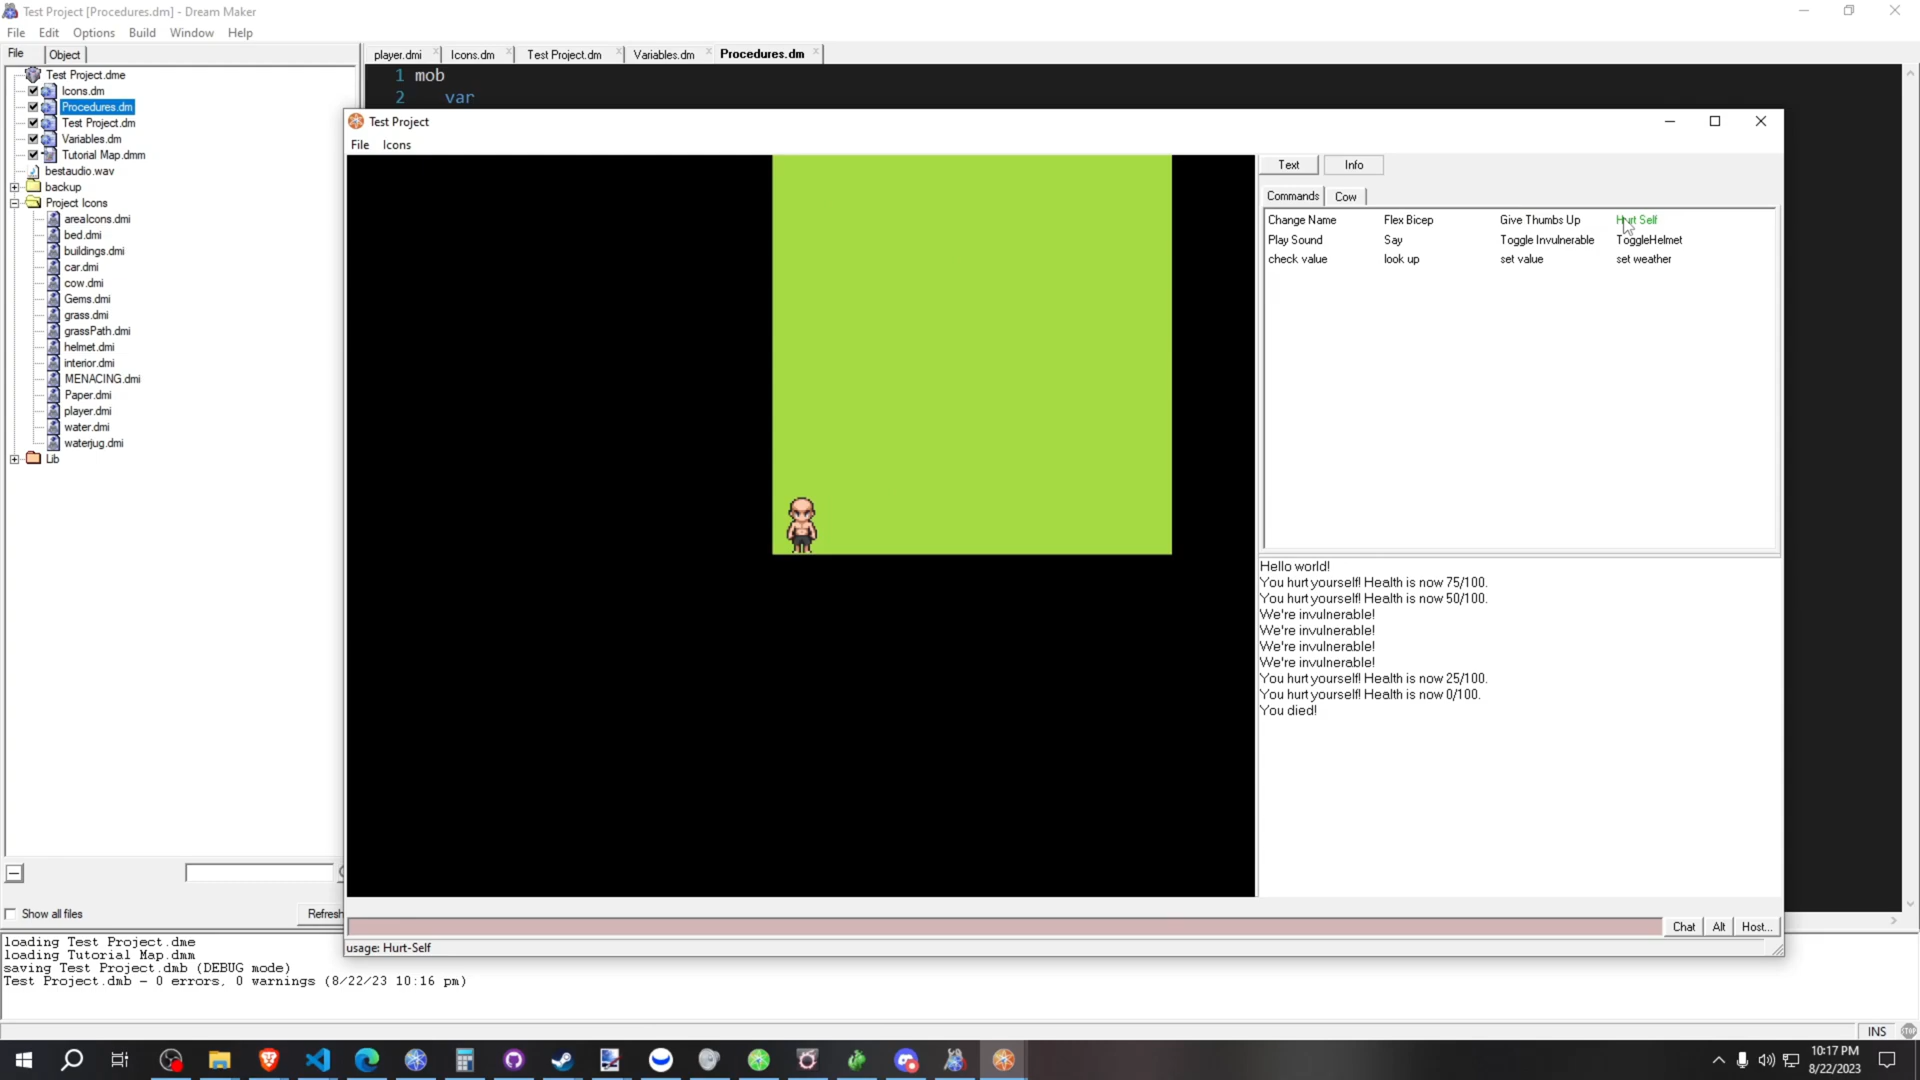 Test Project [Procedures.dm] - Dream Maker
File Edit Options Build Window Help
File Object
player.dmi Icons.dm Test Project.dm Variables.dm Procedures.dm
Test Project.dme
Icons.dm
Procedures.dm
Test Project.dm
Variables.dm
Tutorial Map.dmm
bestaudio.wav
backup
Project Icons
areaIcons.dmi
bed.dmi
buildings.dmi
car.dmi
cow.dmi
Gems.dmi
grass.dmi
grassPath.dmi
helmet.dmi
interior.dmi
MENACING.dmi
Paper.dmi
player.dmi
water.dmi
waterjug.dmi
Lib
Show all files
Refresh
1 mob
2 var
Test Project
File Icons
Text Info
Commands Cow
Change Name Flex Bicep Give Thumbs Up Hurt Self
Play Sound Say Toggle Invulnerable ToggleHelmet
check value look up set value set weather
Hello world!
You hurt yourself! Health is now 75/100.
You hurt yourself! Health is now 50/100.
We're invulnerable!
We're invulnerable!
We're invulnerable!
We're invulnerable!
You hurt yourself! Health is now 25/100.
You hurt yourself! Health is now 0/100.
You died!
Chat Alt Host...
usage: Hurt-Self
loading Test Project.dme
loading Tutorial Map.dmm
saving Test Project.dmb (DEBUG mode)
Test Project.dmb - 0 errors, 0 warnings (8/22/23 10:16 pm)
INS
STOP
10:17 PM
8/22/2023